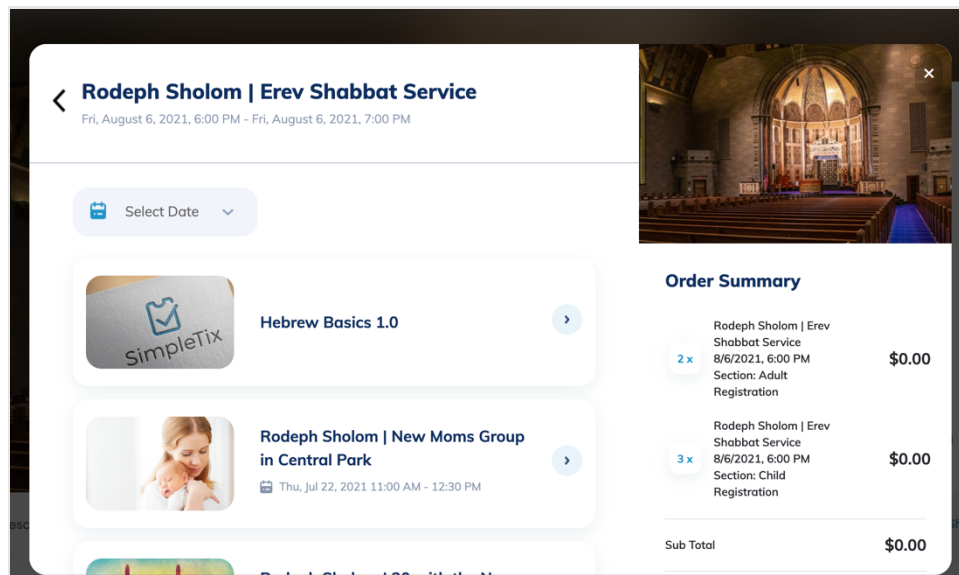 Rodeph Sholom | Erev Shabbat Service
Fri, August 6, 2021, 6:00 PM - Fri, August 6, 2021, 7:00 PM
Select Date
SimpleTix
Hebrew Basics 1.0
Rodeph Sholom | New Moms Group
in Central Park
Thu, Jul 22, 2021 11:00 AM - 12:30 PM
Order Summary
2 x
Rodeph Sholom | Erev
Shabbat Service
8/6/2021, 6:00 PM
Section: Adult
Registration
$0.00
3 x
Rodeph Sholom | Erev
Shabbat Service
8/6/2021, 6:00 PM
Section: Child
Registration
$0.00
Sub Total
$0.00